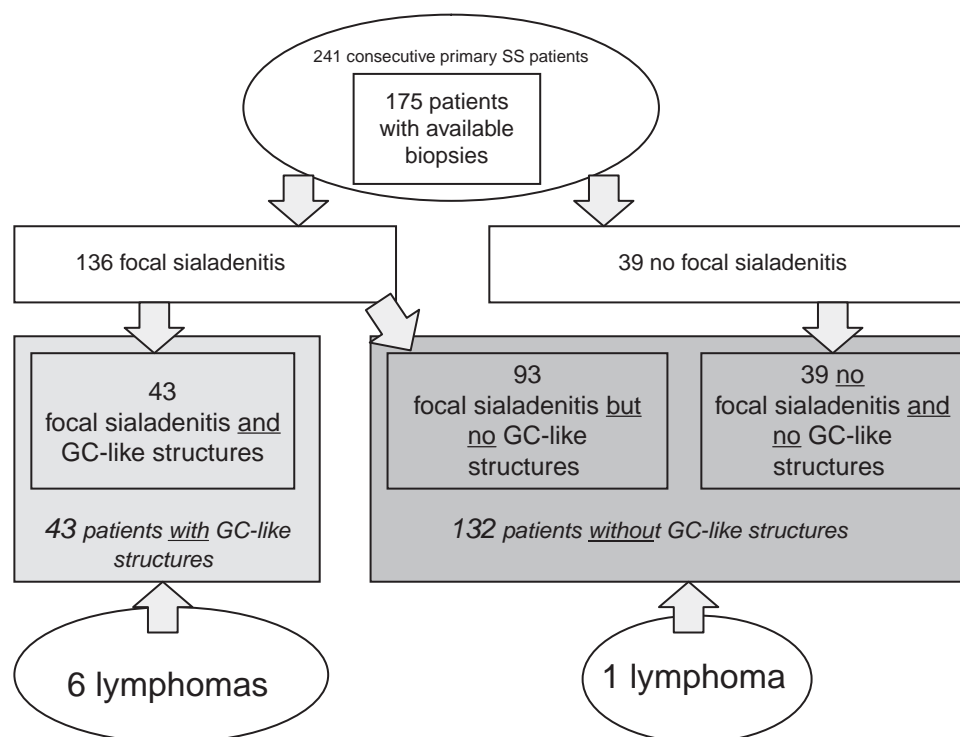 241 consecutive primary SS patients
175 patients
with available
biopsies
136 focal sialadenitis
39 no focal sialadenitis
43
focal sialadenitis and
GC-like structures
93
focal sialadenitis but
no GC-like
structures
39 no
focal sialadenitis and
no GC-like
structures
43 patients with GC-like
structures
132 patients without GC-like structures
6 lymphomas
1 lymphoma